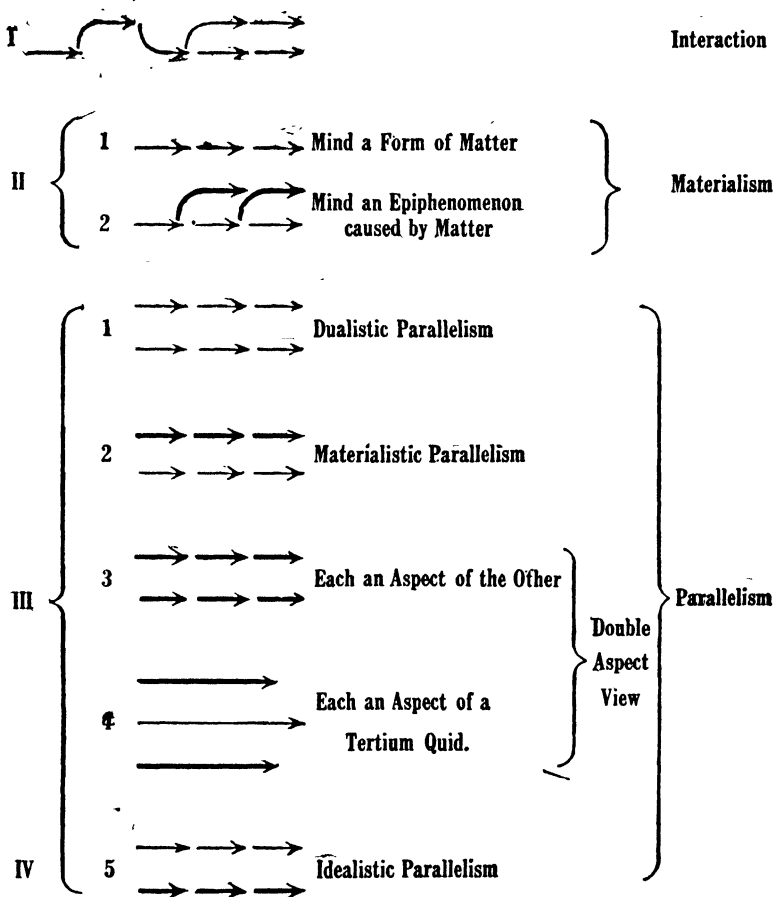 I
Interaction
II
1 Mind a Form of Matter
2 Mind an Epiphenomenon
caused by Matter
Materialism
III
1 Dualistic Parallelism
2 Materialistic Parallelism
3 Each an Aspect of the Other
4 Each an Aspect of a
Tertium Quid.
Double
Aspect
View
Parallelism
IV
5 Idealistic Parallelism